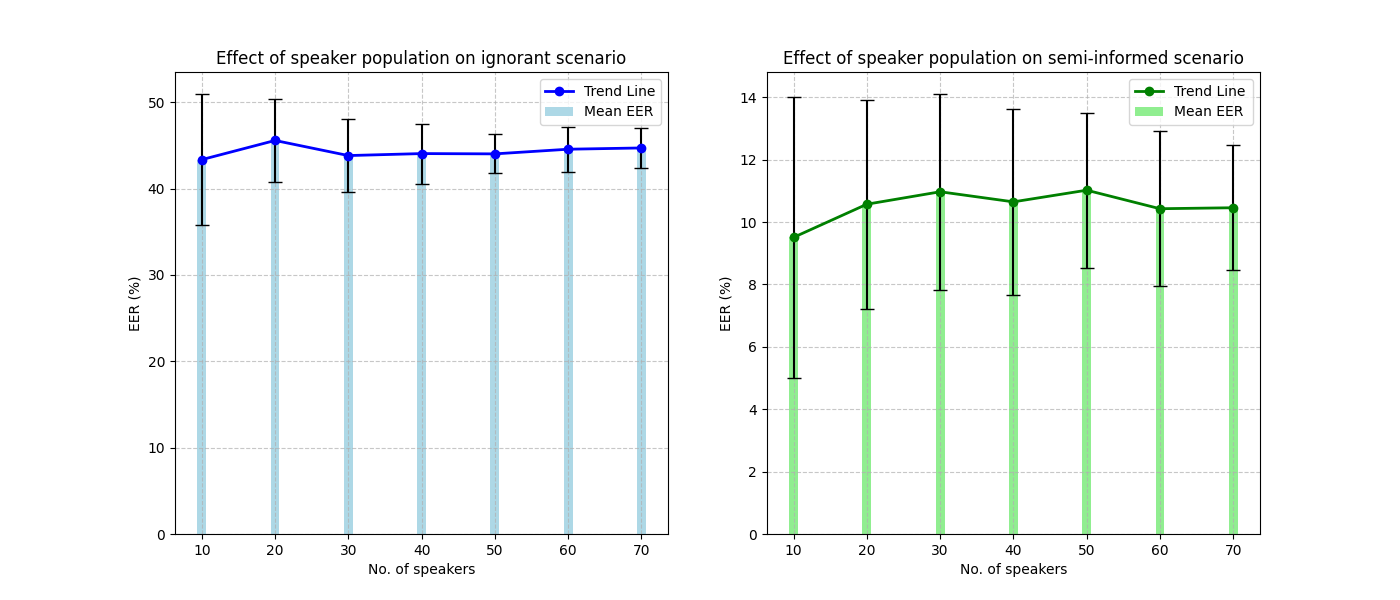 Effect of speaker population on ignorant scenario
Trend Line
Mean EER
50
40
30
20
10
0
EER (%)
10 20 30 40 50 60 70
No. of speakers
Effect of speaker population on semi-informed scenario
Trend Line
Mean EER
14
12
10
8
6
4
2
0
EER (%)
10 20 30 40 50 60 70
No. of speakers